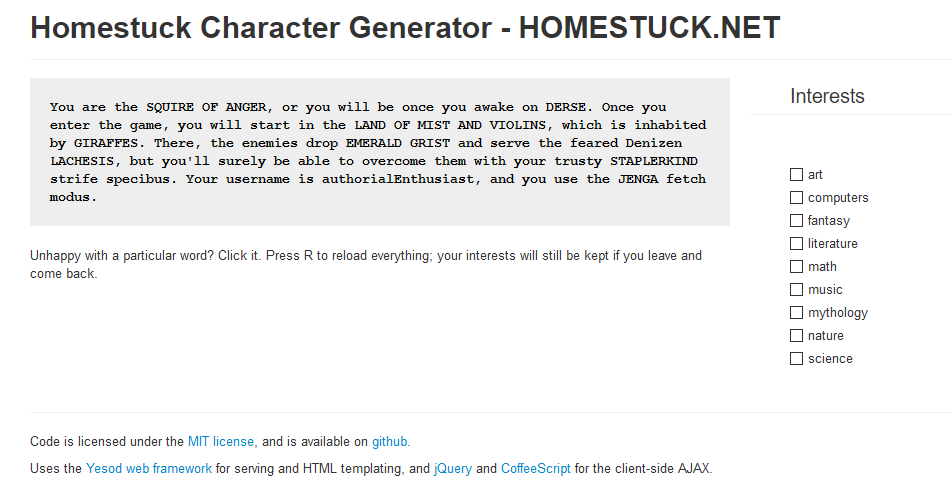 Homestuck Character Generator - HOMESTUCK.NET
You are the SQUIRE OF ANGER, or you will be once you awake on DERSE. Once you
enter the game, you will start in the LAND OF MIST AND VIOLINS, which is inhabited
by GIRAFFES. There, the enemies drop EMERALD GRIST and serve the feared Denizen
LACHESIS, but you'll surely be able to overcome them with your trusty STAPLERKIND
strife specibus. Your username is authorialEnthusiast, and you use the JENGA fetch
modus.
Unhappy with a particular word? Click it. Press R to reload everything; your interests will still be kept if you leave and
come back.
Interests
art
computers
fantasy
literature
math
music
mythology
nature
science
Code is licensed under the MIT license, and is available on github.
Uses the Yesod web framework for serving and HTML templating, and jQuery and CoffeeScript for the client-side AJAX.